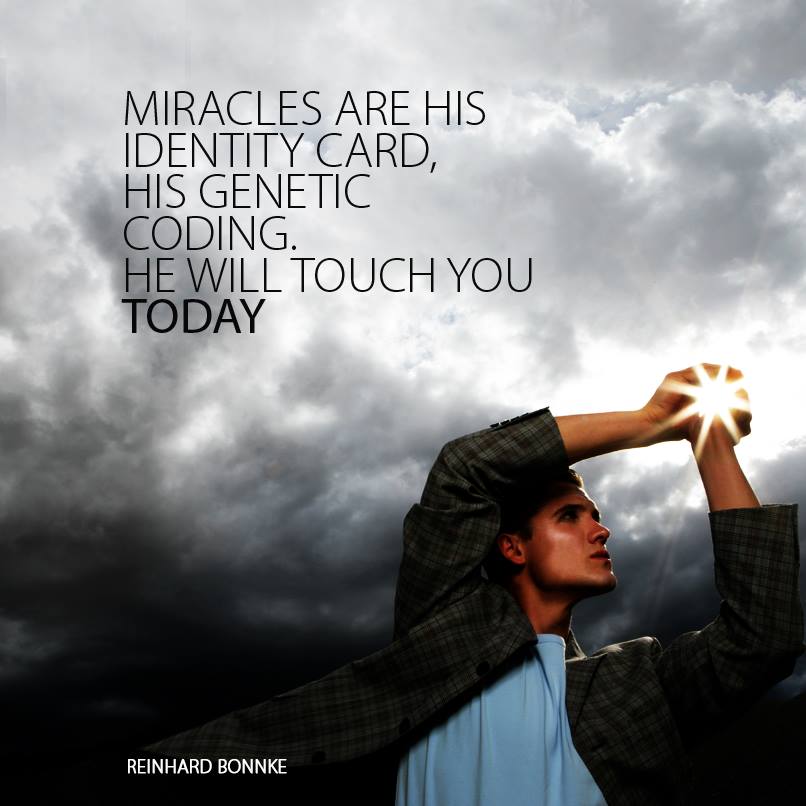 MIRACLES ARE HIS
IDENTITY CARD,
HIS GENETIC
CODING.
HE WILL TOUCH YOU
TODAY
REINHARD BONNKE